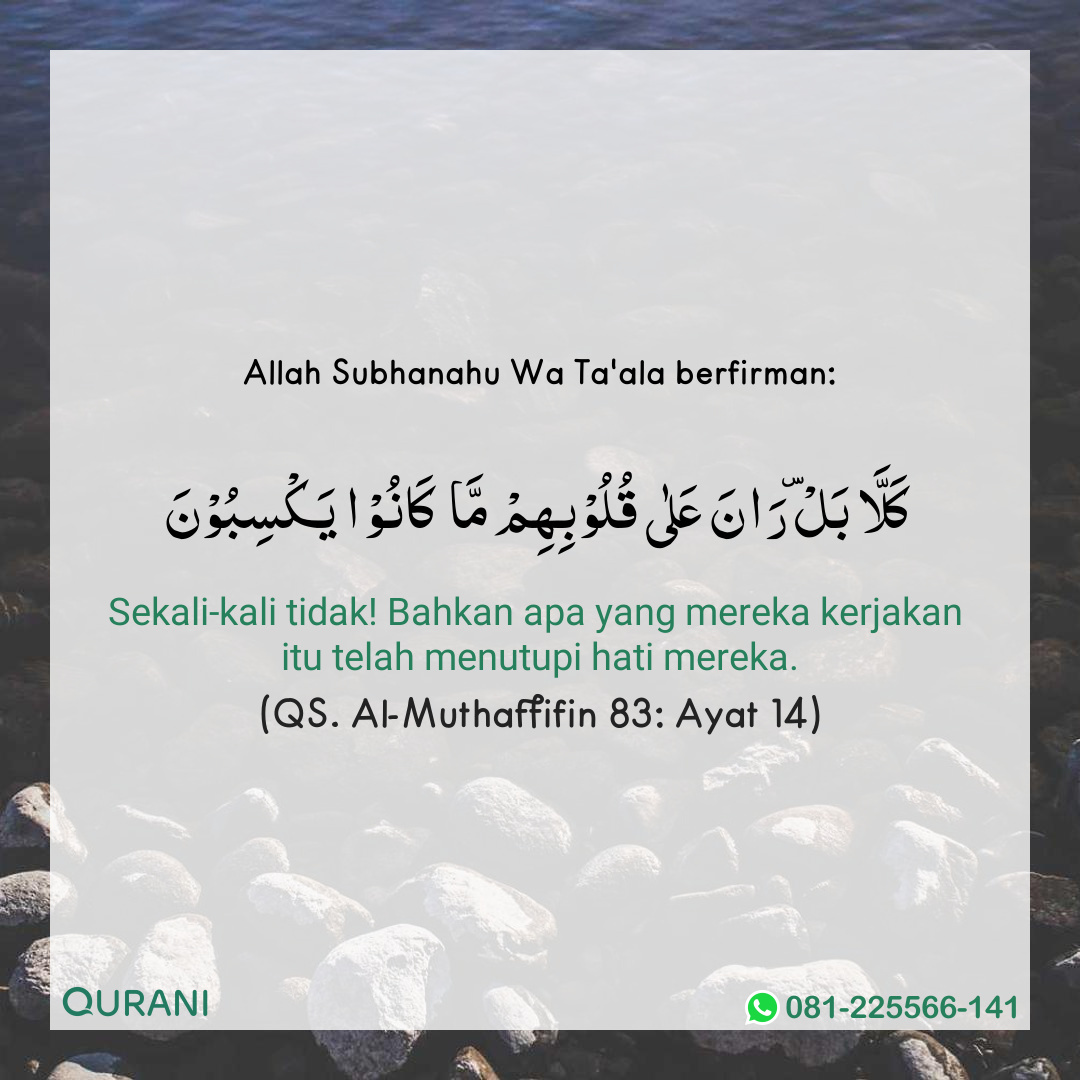 Allah Subhanahu Wa Ta'ala berfirman:
كَلَّا بَلْ ۜ رَانَ عَلٰى قُلُوْبِهِمْ مَّا كَانُوْا يَكْسِبُوْنَ
Sekali-kali tidak! Bahkan apa yang mereka kerjakan
itu telah menutupi hati mereka.
(QS. Al-Muthaffifin 83: Ayat 14)
QURANI
081-225566-141